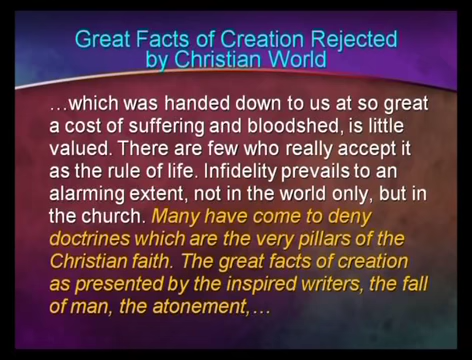 Great Facts of Creation Rejected
by Christian World
…which was handed down to us at so great
a cost of suffering and bloodshed, is little
valued. There are few who really accept it
as the rule of life. Infidelity prevails to an
alarming extent, not in the world only, but in
the church. Many have come to deny
doctrines which are the very pillars of the
Christian faith. The great facts of creation
as presented by the inspired writers, the fall
of man, the atonement,…